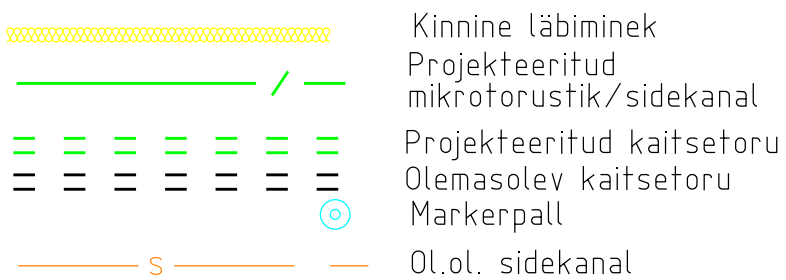 Kinnine läbiminek
Projekteeritud
mikrotorustik/sidekanal
Projekteeritud kaitsetoru
Olemasolev kaitsetoru
Markerpall
S
Ol.ol. sidekanal